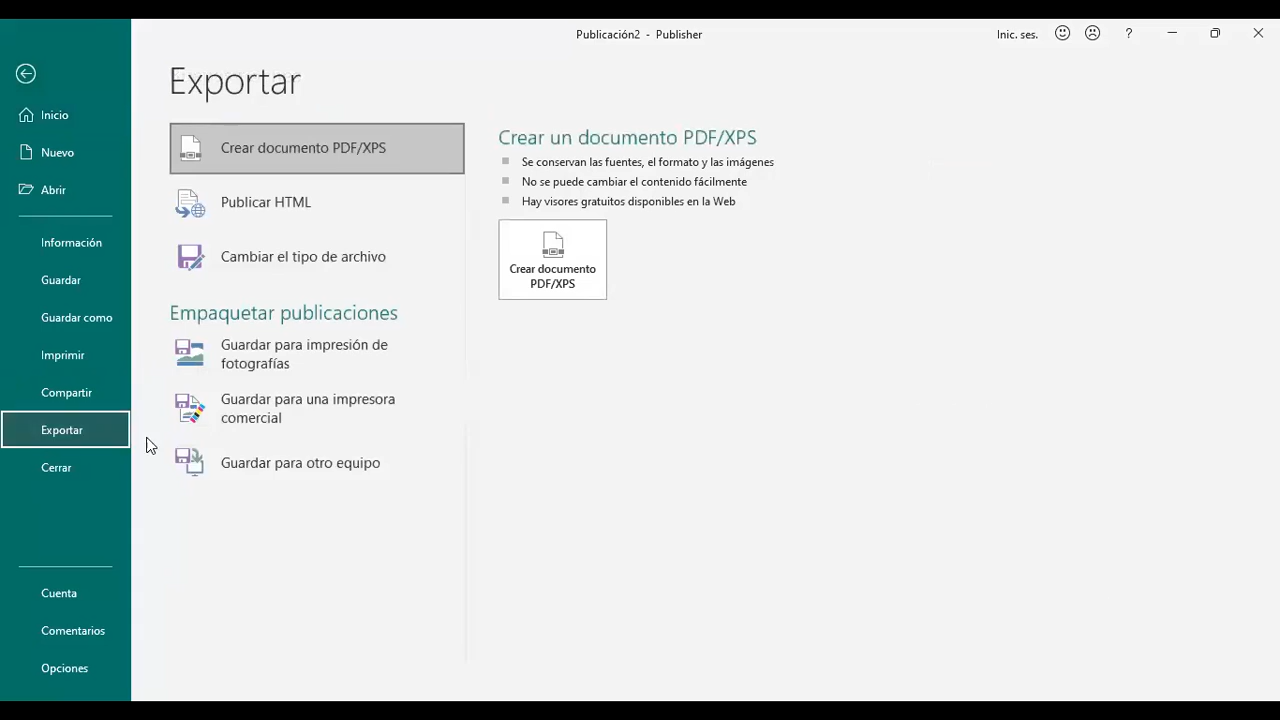 Publicación2 - Publisher
Inic. ses.
?
Inicio
Nuevo
Abrir
Información
Guardar
Guardar como
Imprimir
Compartir
Exportar
Cerrar
Cuenta
Comentarios
Opciones
Exportar
Crear documento PDF/XPS
Publicar HTML
Cambiar el tipo de archivo
Empaquetar publicaciones
Guardar para impresión de
fotografías
Guardar para una impresora
comercial
Guardar para otro equipo
Crear un documento PDF/XPS
Se conservan las fuentes, el formato y las imágenes
No se puede cambiar el contenido fácilmente
Hay visores gratuitos disponibles en la Web
Crear documento
PDF/XPS